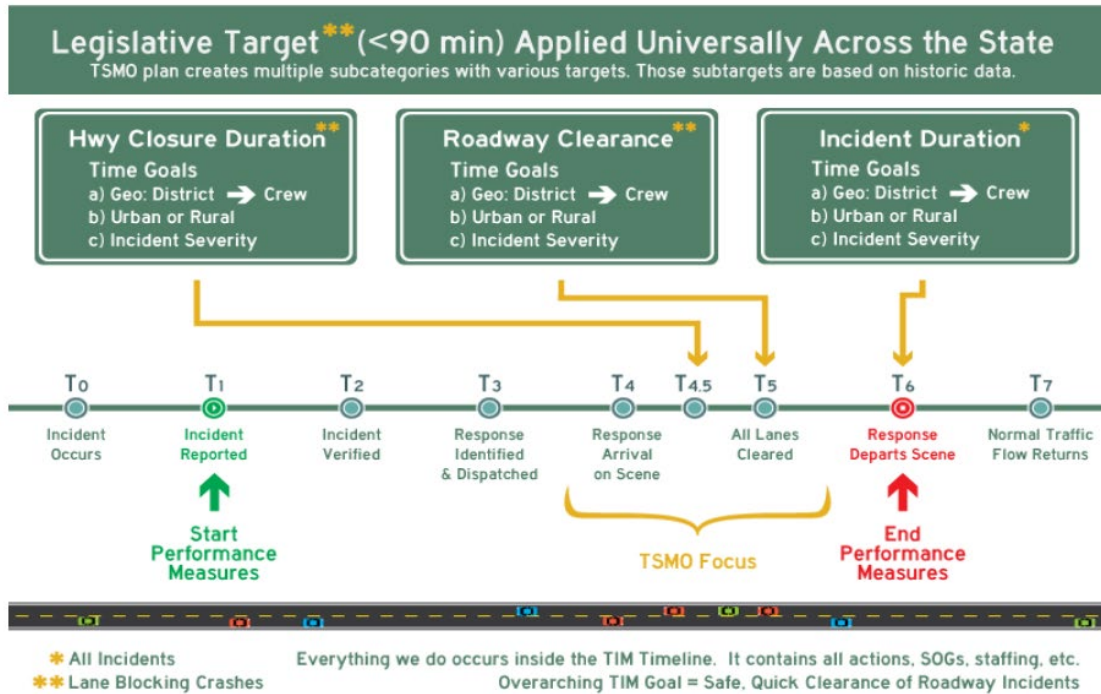 Legislative Target** (<90 min) Applied Universally Across the State
TSMO plan creates multiple subcategories with various targets. Those subtargets are based on historic data.
Hwy Closure Duration**
Time Goals
a) Geo: District → Crew
b) Urban or Rural
c) Incident Severity
Roadway Clearance**
Time Goals
a) Geo: District → Crew
b) Urban or Rural
c) Incident Severity
Incident Duration*
Time Goals
a) Geo: District → Crew
b) Urban or Rural
c) Incident Severity
T0
Incident
Occurs
T1
Incident
Reported
T2
Incident
Verified
T3
Response
Identified
& Dispatched
T4
Response
Arrival
on Scene
T4.5
T5
All Lanes
Cleared
T6
Response
Departs Scene
T7
Normal Traffic
Flow Returns
Start
Performance
Measures
TSMO Focus
End
Performance
Measures
* All Incidents
** Lane Blocking Crashes
Everything we do occurs inside the TIM Timeline. It contains all actions, SOGs, staffing, etc.
Overarching TIM Goal = Safe, Quick Clearance of Roadway Incidents